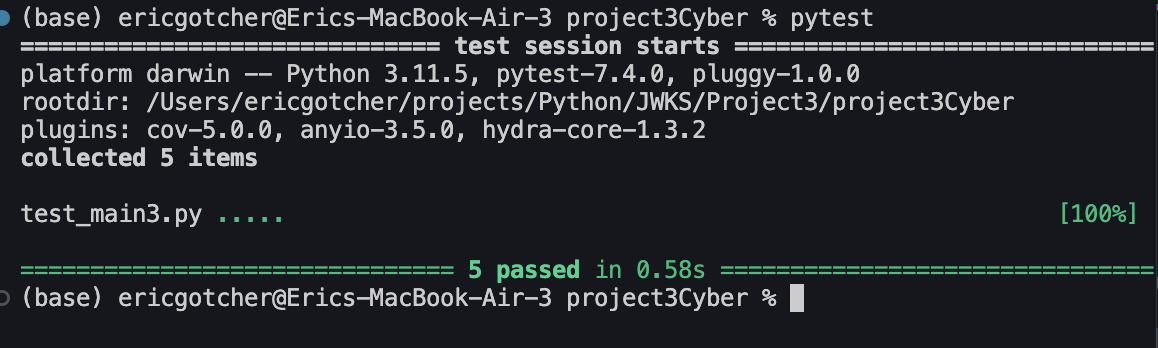 (base) ericgotcher@Erics-MacBook-Air-3 project3Cyber % pytest
============================== test session starts ==============================
platform darwin -- Python 3.11.5, pytest-7.4.0, pluggy-1.0.0
rootdir: /Users/ericgotcher/projects/Python/JWKS/Project3/project3Cyber
plugins: cov-5.0.0, anyio-3.5.0, hydra-core-1.3.2
collected 5 items
test_main3.py ..... [100%]
=============================== 5 passed in 0.58s ===============================
(base) ericgotcher@Erics-MacBook-Air-3 project3Cyber %